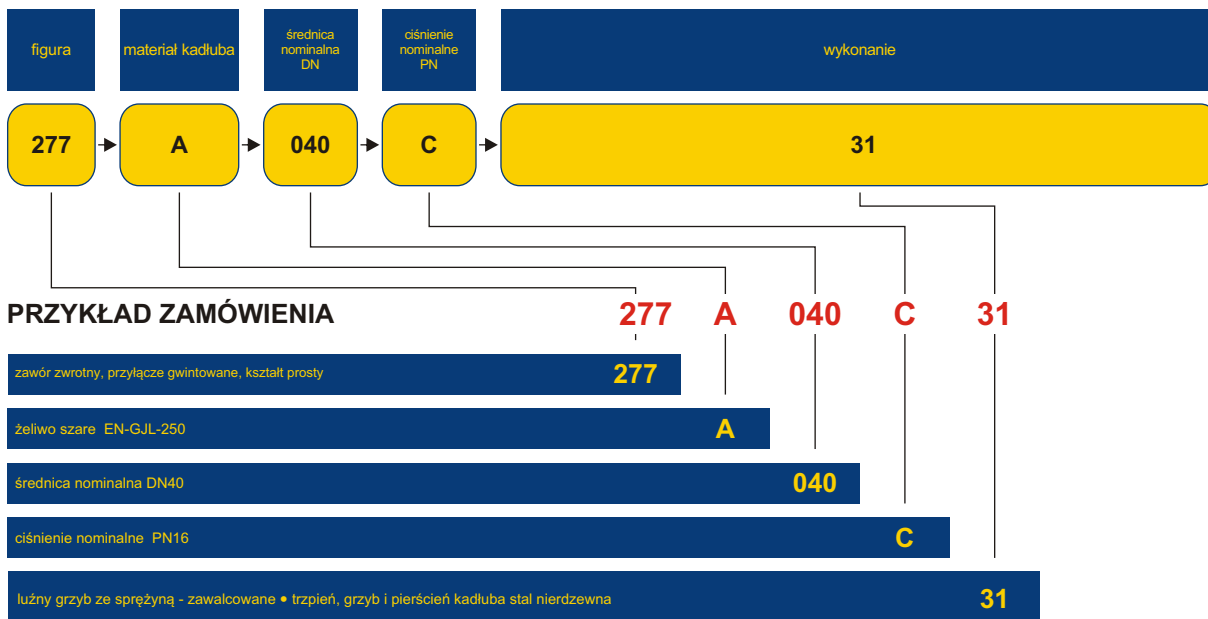 figura
materiał kadłuba
średnica
nominalna
DN
ciśnienie
nominalne
PN
wykonanie
277
A
040
C
31
PRZYKŁAD ZAMÓWIENIA 277 A 040 C 31
zawór zwrotny, przyłącze gwintowane, kształt prosty 277
żeliwo szare EN-GJL-250 A
średnica nominalna DN40 040
ciśnienie nominalne PN16 C
luźny grzyb ze sprężyną - zawalcowane • trzpień, grzyb i pierścień kadłuba stal nierdzewna 31